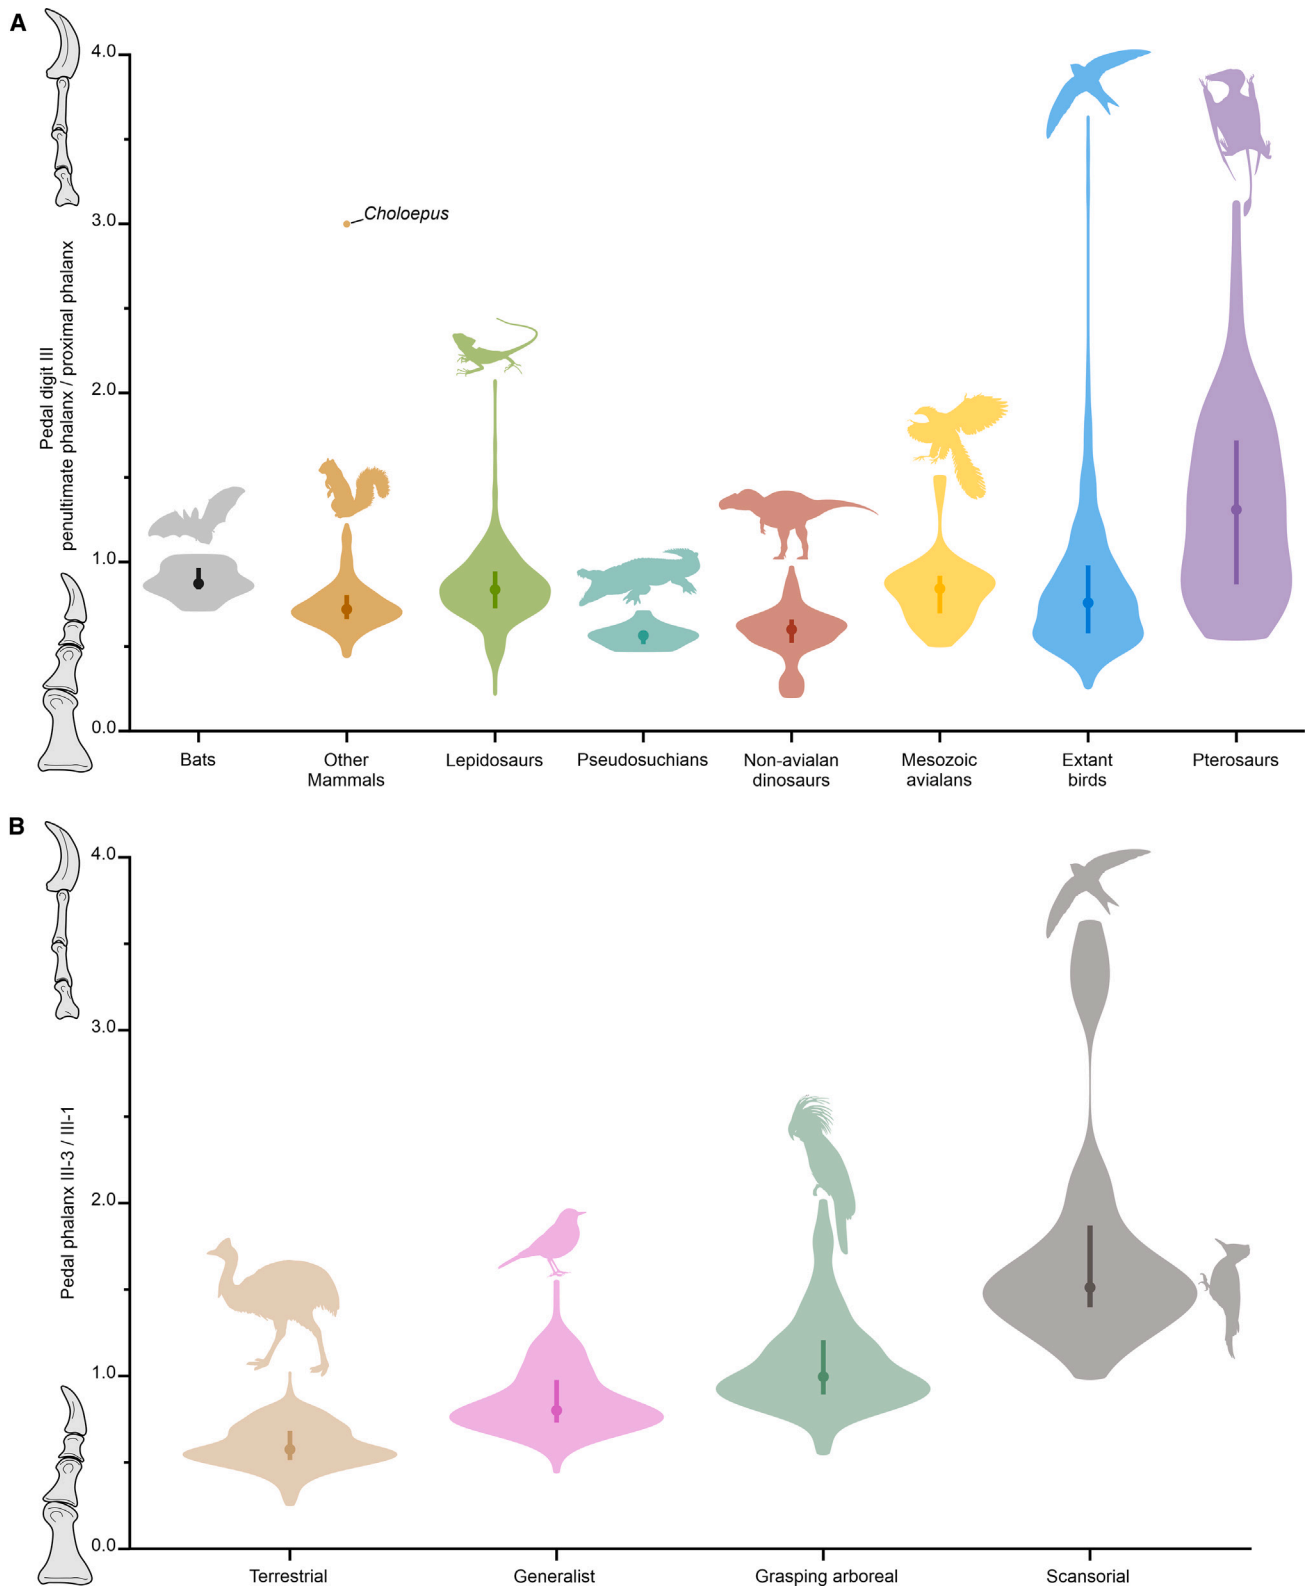 A
4.0
3.0
2.0
1.0
0.0
Pedal digit III
penultimate phalanx / proximal phalanx
Choloepus
Bats
Other
Mammals
Lepidosaurs
Pseudosuchians
Non-avialan
dinosaurs
Mesozoic
avialans
Extant
birds
Pterosaurs
B
4.0
3.0
2.0
1.0
0.0
Pedal phalanx III-3 / III-1
Terrestrial
Generalist
Grasping arboreal
Scansorial